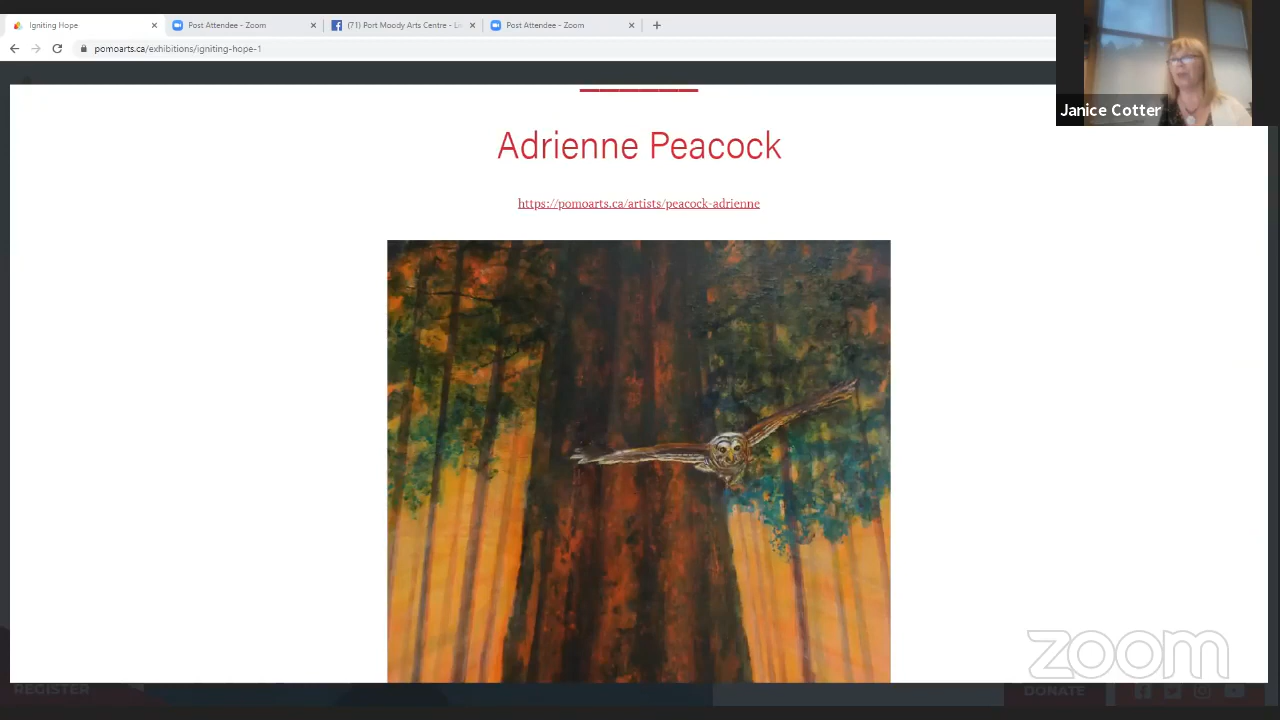 Igniting Hope
Post Attendee - Zoom
(71) Port Moody Arts Centre - Li
Post Attendee - Zoom
pomoarts.ca/exhibitions/igniting-hope-1
Janice Cotter
Adrienne Peacock
https://pomoarts.ca/artists/peacock-adrienne
zoom
REGISTER
DONATE